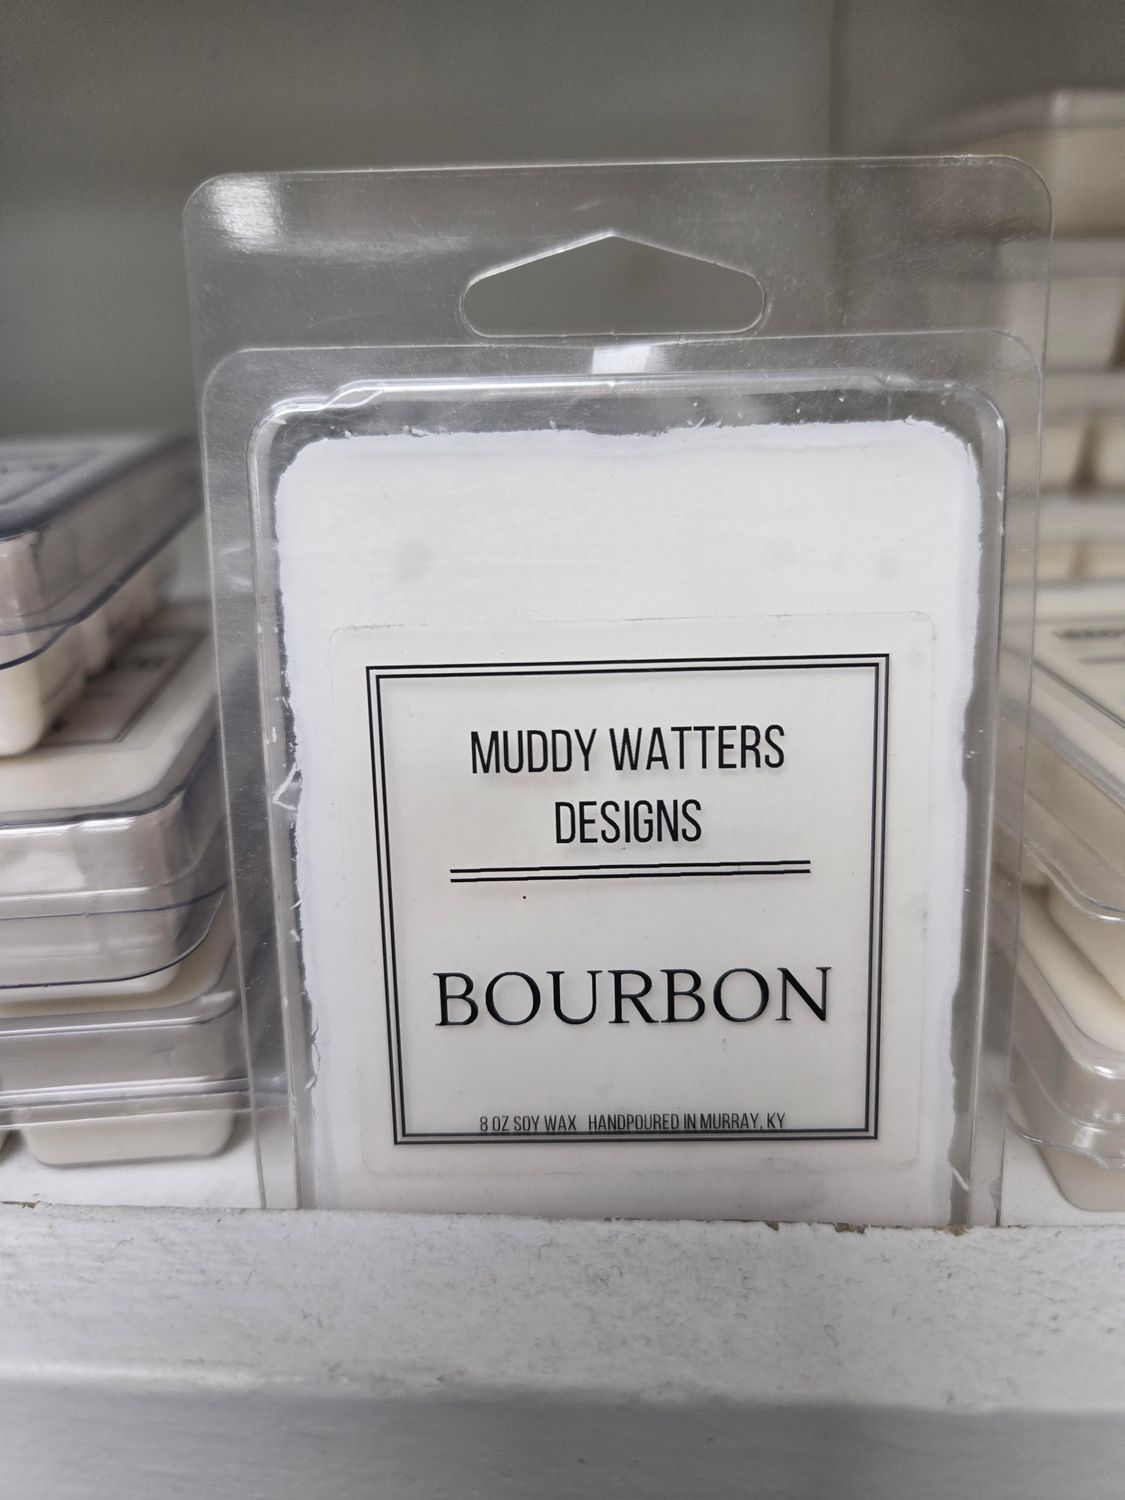 MUDDY WATTERS
DESIGNS
BOURBON
8 OZ SOY WAX HANDPOURED IN MURRAY, KY